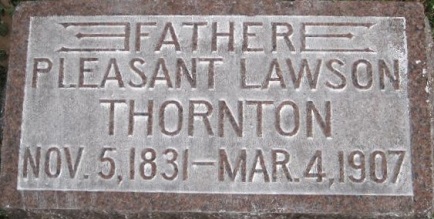 FATHER
PLEASANT LAWSON
THORNTON
NOV. 5, 1831-MAR. 4, 1907